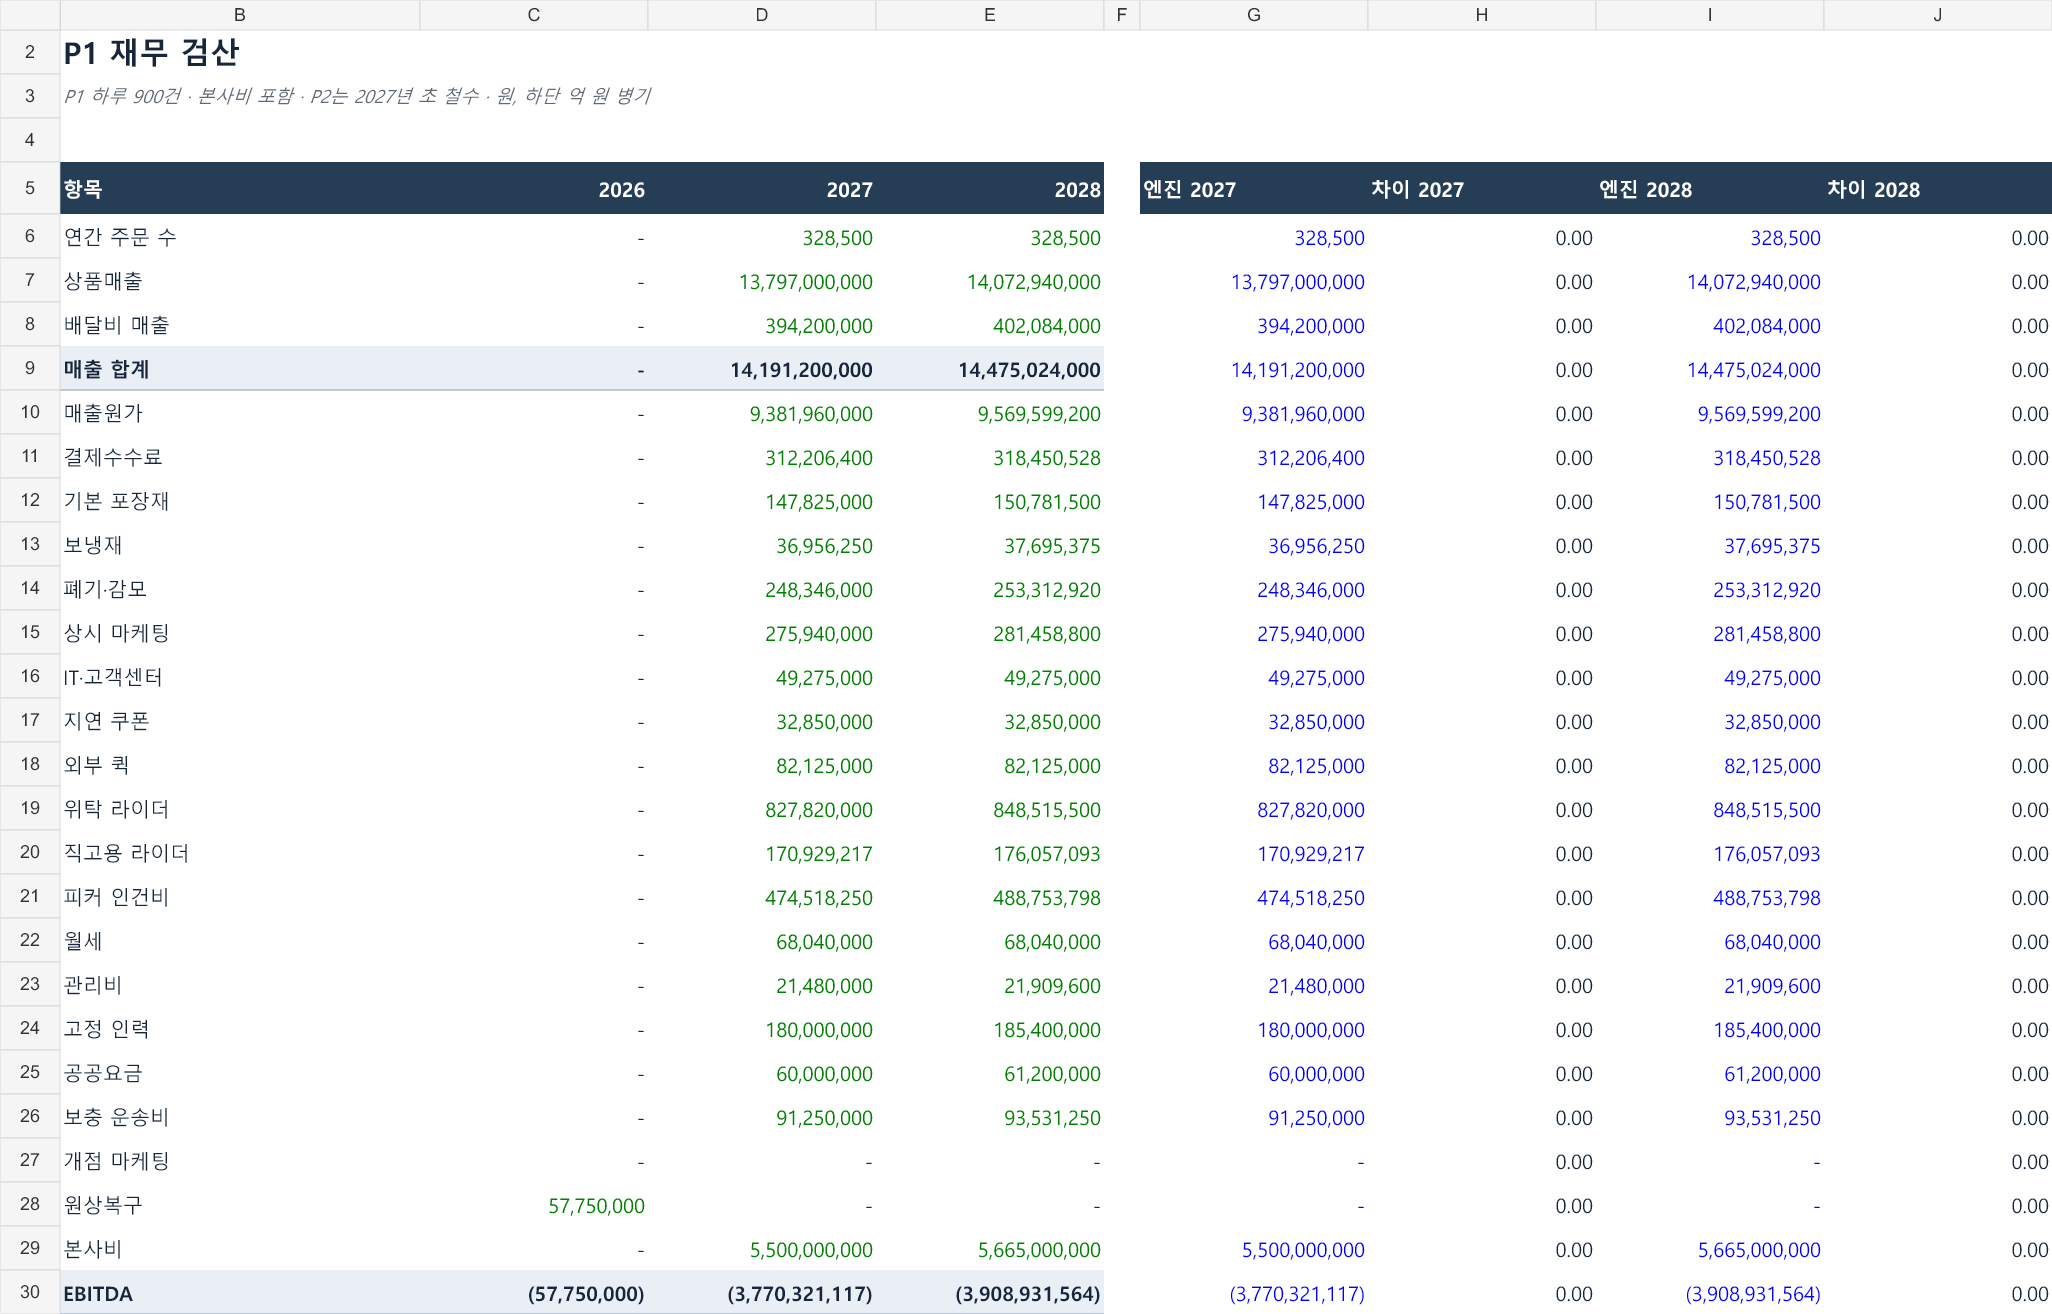 B C D E F G H I J
2 P1 재무 검산
3 P1 하루 900건 · 본사비 포함 · P2는 2027년 초 철수 · 원, 하단 억 원 병기
4
5 항목 2026 2027 2028 엔진 2027 차이 2027 엔진 2028 차이 2028
6 연간 주문 수 - 328,500 328,500 328,500 0.00 328,500 0.00
7 상품매출 - 13,797,000,000 14,072,940,000 13,797,000,000 0.00 14,072,940,000 0.00
8 배달비 매출 - 394,200,000 402,084,000 394,200,000 0.00 402,084,000 0.00
9 매출 합계 - 14,191,200,000 14,475,024,000 14,191,200,000 0.00 14,475,024,000 0.00
10 매출원가 - 9,381,960,000 9,569,599,200 9,381,960,000 0.00 9,569,599,200 0.00
11 결제수수료 - 312,206,400 318,450,528 312,206,400 0.00 318,450,528 0.00
12 기본 포장재 - 147,825,000 150,781,500 147,825,000 0.00 150,781,500 0.00
13 보냉재 - 36,956,250 37,695,375 36,956,250 0.00 37,695,375 0.00
14 폐기·감모 - 248,346,000 253,312,920 248,346,000 0.00 253,312,920 0.00
15 상시 마케팅 - 275,940,000 281,458,800 275,940,000 0.00 281,458,800 0.00
16 IT·고객센터 - 49,275,000 49,275,000 49,275,000 0.00 49,275,000 0.00
17 지연 쿠폰 - 32,850,000 32,850,000 32,850,000 0.00 32,850,000 0.00
18 외부 퀵 - 82,125,000 82,125,000 82,125,000 0.00 82,125,000 0.00
19 위탁 라이더 - 827,820,000 848,515,500 827,820,000 0.00 848,515,500 0.00
20 직고용 라이더 - 170,929,217 176,057,093 170,929,217 0.00 176,057,093 0.00
21 피커 인건비 - 474,518,250 488,753,798 474,518,250 0.00 488,753,798 0.00
22 월세 - 68,040,000 68,040,000 68,040,000 0.00 68,040,000 0.00
23 관리비 - 21,480,000 21,909,600 21,480,000 0.00 21,909,600 0.00
24 고정 인력 - 180,000,000 185,400,000 180,000,000 0.00 185,400,000 0.00
25 공공요금 - 60,000,000 61,200,000 60,000,000 0.00 61,200,000 0.00
26 보충 운송비 - 91,250,000 93,531,250 91,250,000 0.00 93,531,250 0.00
27 개점 마케팅 - - - - 0.00 - 0.00
28 원상복구 57,750,000 - - - 0.00 - 0.00
29 본사비 - 5,500,000,000 5,665,000,000 5,500,000,000 0.00 5,665,000,000 0.00
30 EBITDA (57,750,000) (3,770,321,117) (3,908,931,564) (3,770,321,117) 0.00 (3,908,931,564) 0.00